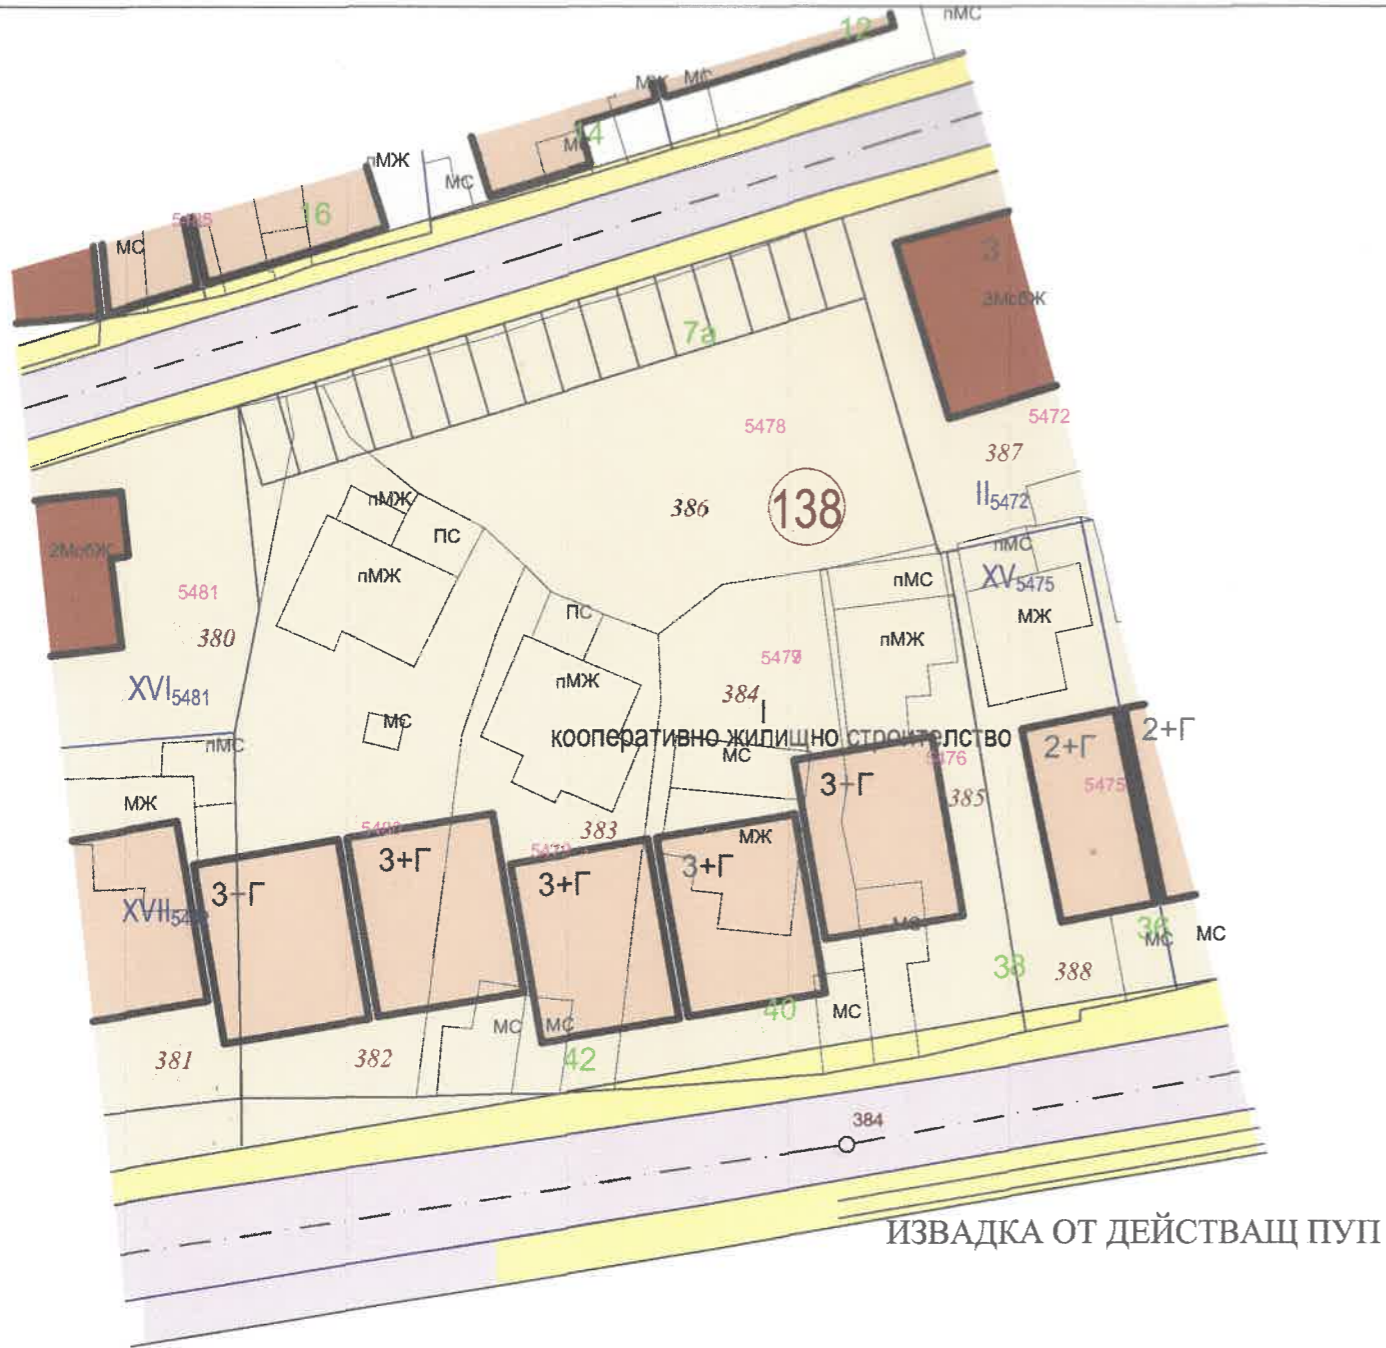 пМС
12
МЖ МС
14
МС
пМЖ
МС
16
МС
3
3МсбЖ
7а
5478
5472
387
386
138
II5472
пМЖ
ПС
пМЖ
2МсбЖ
пМС
XV5475
пМС
МЖ
5481
380
ПС
пМЖ
384
XVI5481
пМЖ
МС
I
кооперативно жилищно строителство
пМС
МС
5476
2+Г
2+Г
3+Г
385
5475
МЖ
383
МЖ
3+Г
3+Г
3+Г
3+Г
МС
36
МС
МС
38
388
40
МС
МС
МС
381
382
42
384
ИЗВАДКА ОТ ДЕЙСТВАЩ ПУП